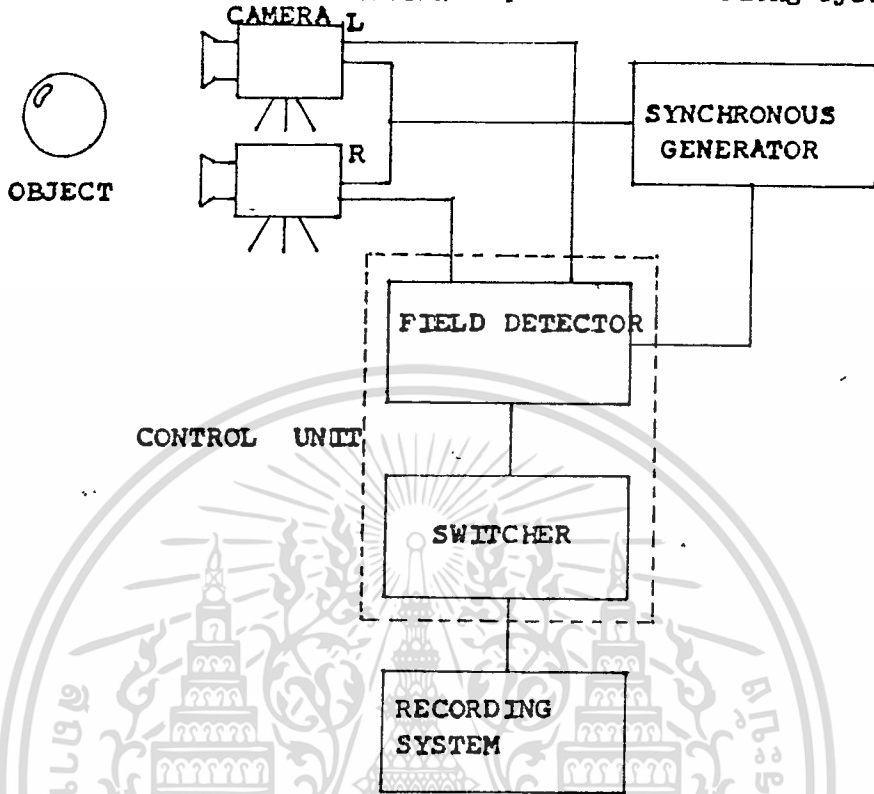 CAMERA L
SYNCHRONOUS
GENERATOR
R
OBJECT
FIELD DETECTOR
CONTROL UNIT
SWITCHER
RECORDING
SYSTEM